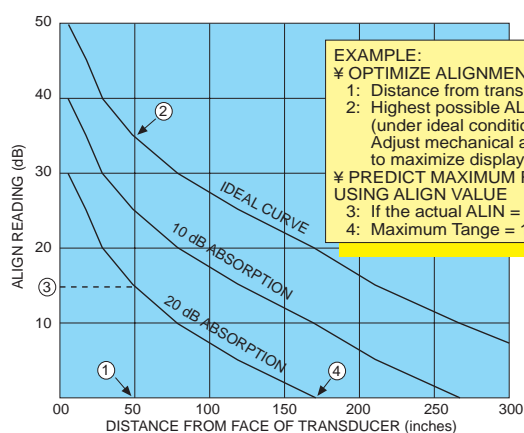 50
40
30
20
10
ALIGN READING (dB)
EXAMPLE:
¥ OPTIMIZE ALIGNMEN
1: Distance from trans
2: Highest possible AL
(under ideal conditio
Adjust mechanical a
to maximize display
¥ PREDICT MAXIMUM
USING ALIGN VALUE
3: If the actual ALIN =
4: Maximum Tange = 1
2
IDEAL CURVE
10 dB ABSORPTION
20 dB ABSORPTION
3
1
4
00 50 100 150 200 250 300
DISTANCE FROM FACE OF TRANSDUCER (inches)